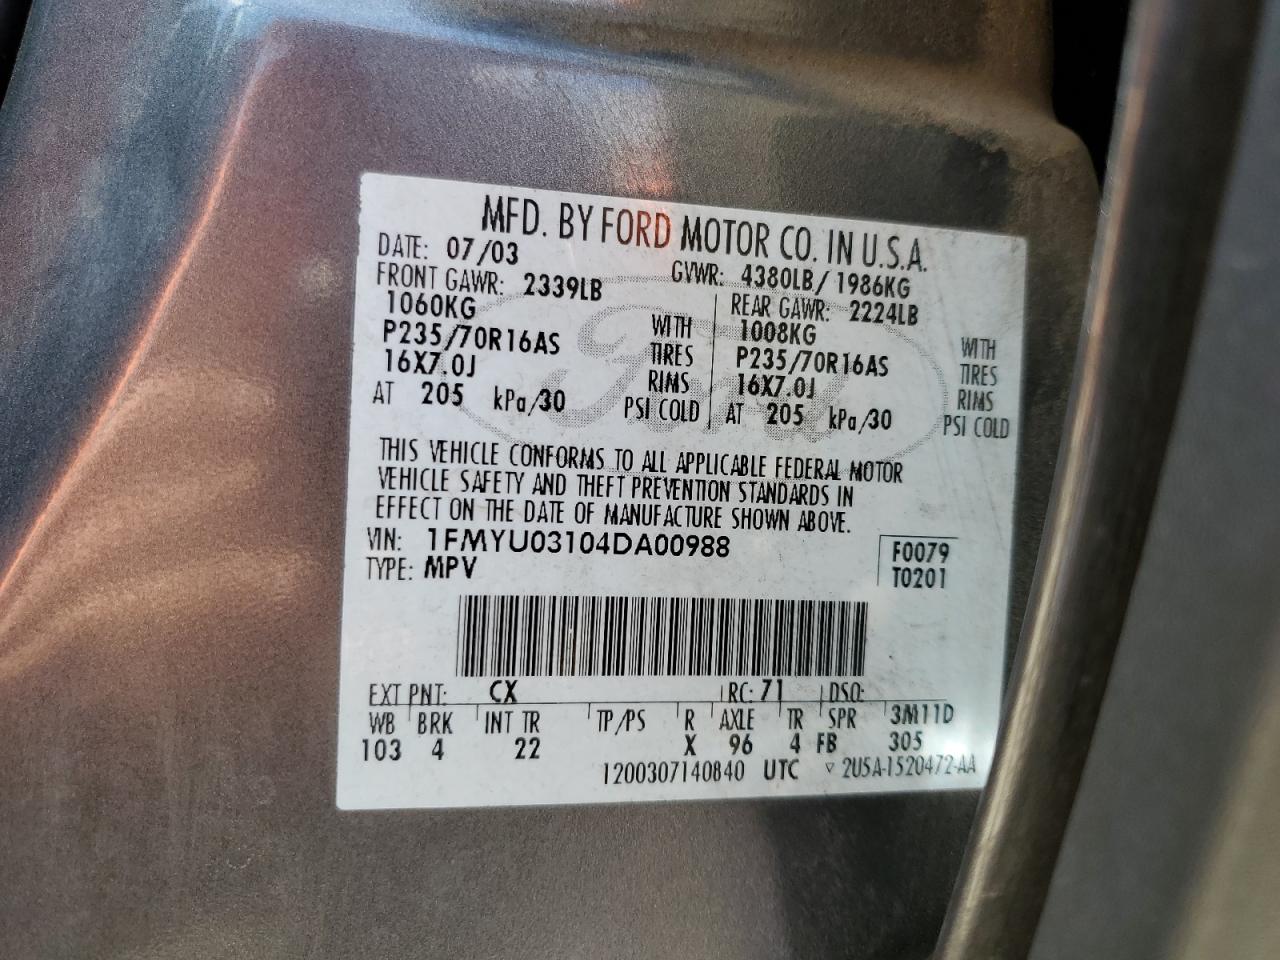 MFD. BY FORD MOTOR CO. IN U.S.A.
DATE: 07/03 GVWR: 4380LB/ 1986KG
FRONT GAWR: 2339LB REAR GAWR: 2224LB
1060KG WITH 1008KG WITH
P235/70R16AS TIRES P235/70R16AS TIRES
16X7.0J RIMS 16X7.0J RIMS
AT 205 kPa/30 PSI COLD AT 205 kPa/30 PSI COLD
THIS VEHICLE CONFORMS TO ALL APPLICABLE FEDERAL MOTOR
VEHICLE SAFETY AND THEFT PREVENTION STANDARDS IN
EFFECT ON THE DATE OF MANUFACTURE SHOWN ABOVE.
VIN: 1FMYU03104DA00988 F0079
TYPE: MPV T0201
EXT PNT: CX RC: 71 DSO:
WB BRK INT TR TP/PS R AXLE TR SPR 3M11D
103 4 22 X 96 4 FB 305
1200307140840 UTC ▿ 2U5A-1520472-AA